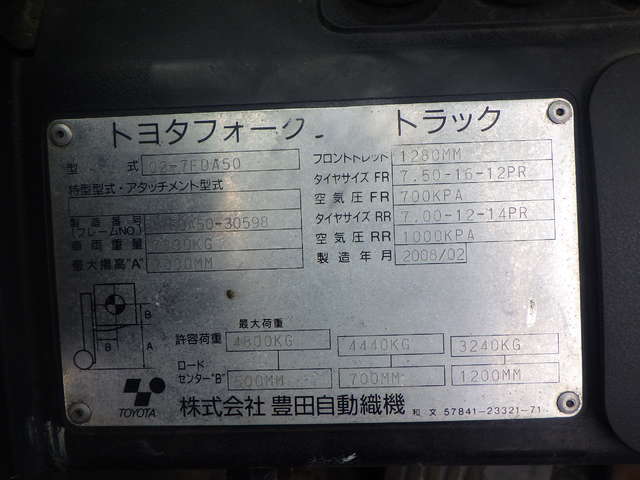 トヨタフォーク トラック
型式 02-7FDA50
特型型式・アタッチメント型式
製造番号 (フレームNO.) 50-30598
車両重量 KG
最大揚高"A" 000MM
フロントトレット 1280MM
タイヤサイズ FR 7.50-16-12PR
空気圧 FR 700KPA
タイヤサイズ RR 7.00-12-14PR
空気圧 RR 1000KPA
製造年月 2008/02
B
B
A
最大荷重
許容荷重 4800KG 4440KG 3240KG
ロードセンター"B" 500MM 700MM 1200MM
TOYOTA 株式会社 豊田自動織機 和文 57841-23321-71